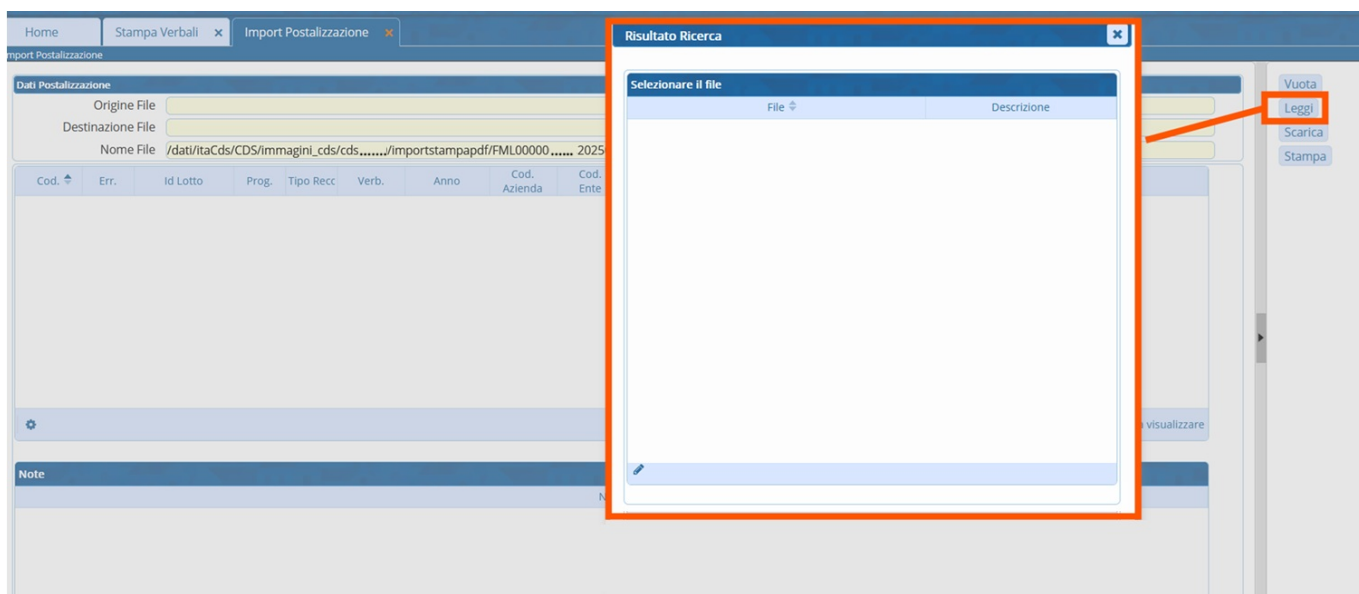 Home Stampa Verbali x Import Postalizzazione x
mport Postalizzazione
Dati Postalizzazione
Origine File
Destinazione File
Nome File /dati/itaCds/CDS/immagini_cds/cds......./importstampapdf/FML00000...... 2025
Cod. Err. Id Lotto Prog. Tipo Recc Verb. Anno Cod. Azienda Cod. Ente
visualizzare
Note
Risultato Ricerca x
Selezionare il file
File Descrizione
Vuota
Leggi
Scarica
Stampa